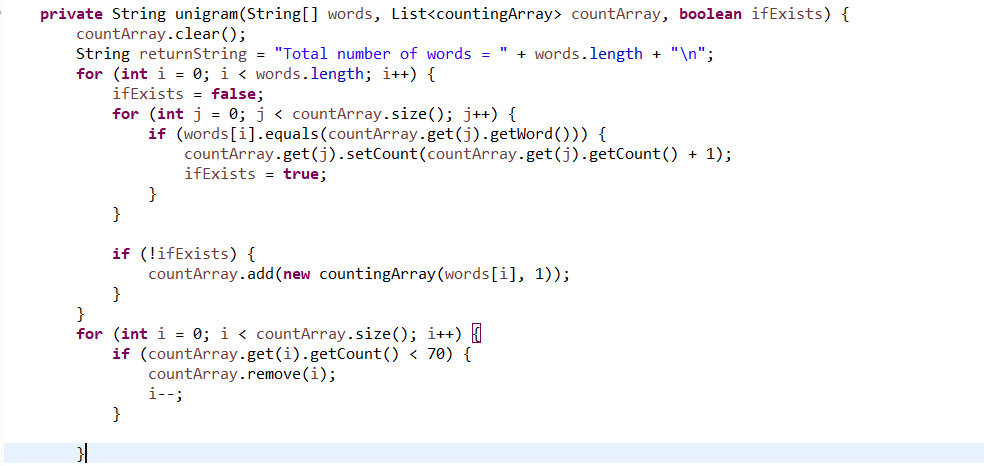 private String unigram(String[] words, List<countingArray> countArray, boolean ifExists) {
countArray.clear();
String returnString = "Total number of words = " + words.length + "\n";
for (int i = 0; i < words.length; i++) {
ifExists = false;
for (int j = 0; j < countArray.size(); j++) {
if (words[i].equals(countArray.get(j).getWord())) {
countArray.get(j).setCount(countArray.get(j).getCount() + 1);
ifExists = true;
}
}
if (!ifExists) {
countArray.add(new countingArray(words[i], 1));
}
}
for (int i = 0; i < countArray.size(); i++) {
if (countArray.get(i).getCount() < 70) {
countArray.remove(i);
i--;
}
}